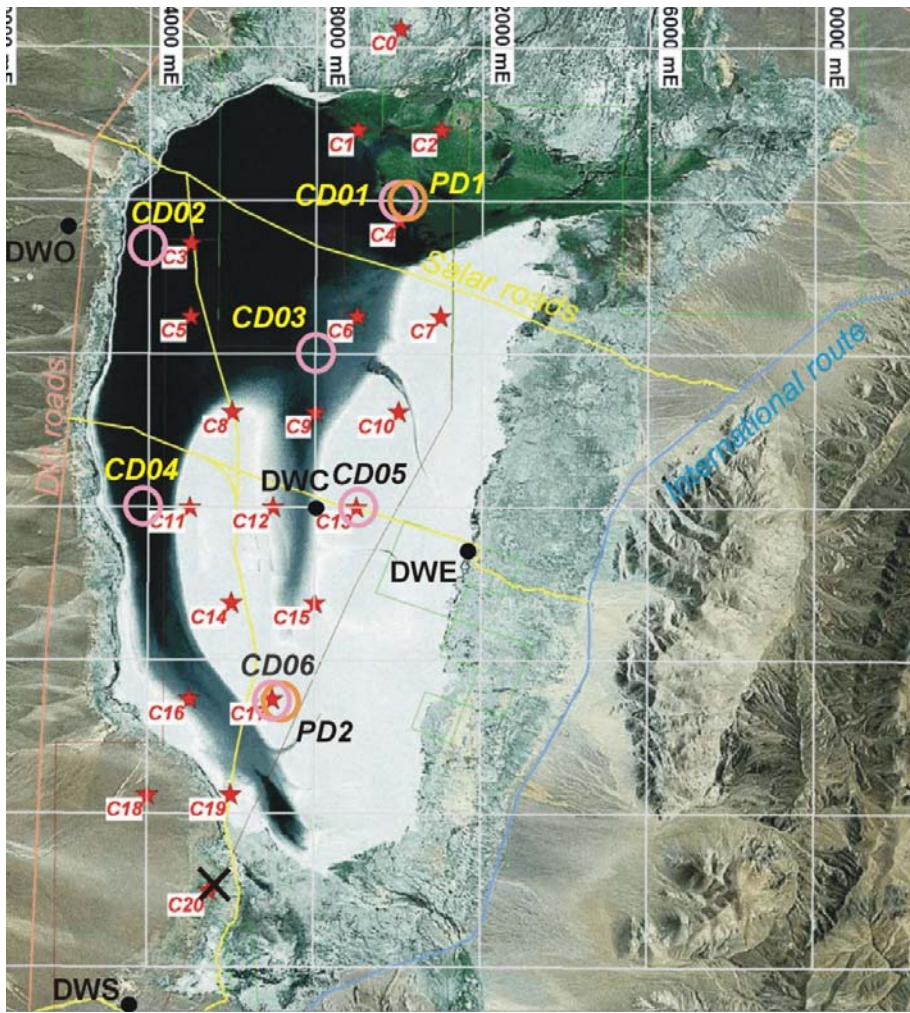 4000 mE
8000 mE
2000 mE
6000 mE
0000 mE
C0
C1
C2
CD01
PD1
CD02
C4
DWO
C3
Salar roads
CD03
C5
C6
C7
International route
Dirt roads
C8
C9
C10
CD04
DWC
CD05
C11
C12
C13
DWE
C14
C15
CD06
C16
C17
PD2
C18
C19
C20
DWS